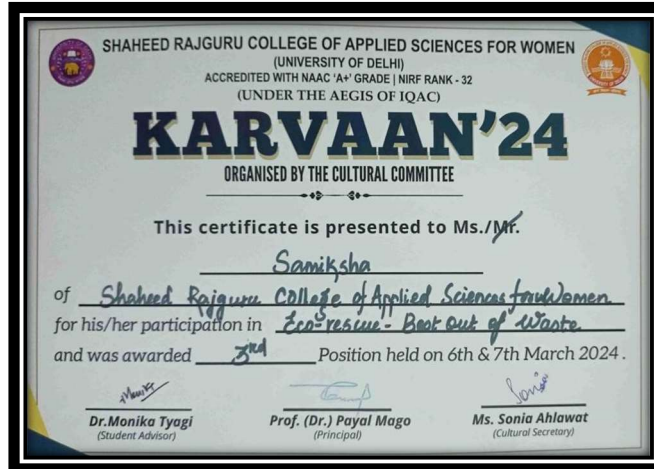 SHAHEED RAJGURU COLLEGE OF APPLIED SCIENCES FOR WOMEN
(UNIVERSITY OF DELHI)
ACCREDITED WITH NAAC 'A+' GRADE | NIRF RANK - 32
(UNDER THE AEGIS OF IQAC)
KARVAAN'24
ORGANISED BY THE CULTURAL COMMITTEE
This certificate is presented to Ms./Mr.
Samiksha
of Shaheed Rajguru College of Applied Sciences for Women
for his/her participation in Eco-rescue - Best Out of Waste
and was awarded 3rd Position held on 6th & 7th March 2024.
Dr.Monika Tyagi Prof. (Dr.) Payal Mago Ms. Sonia Ahlawat
(Student Advisor) (Principal) (Cultural Secretary)